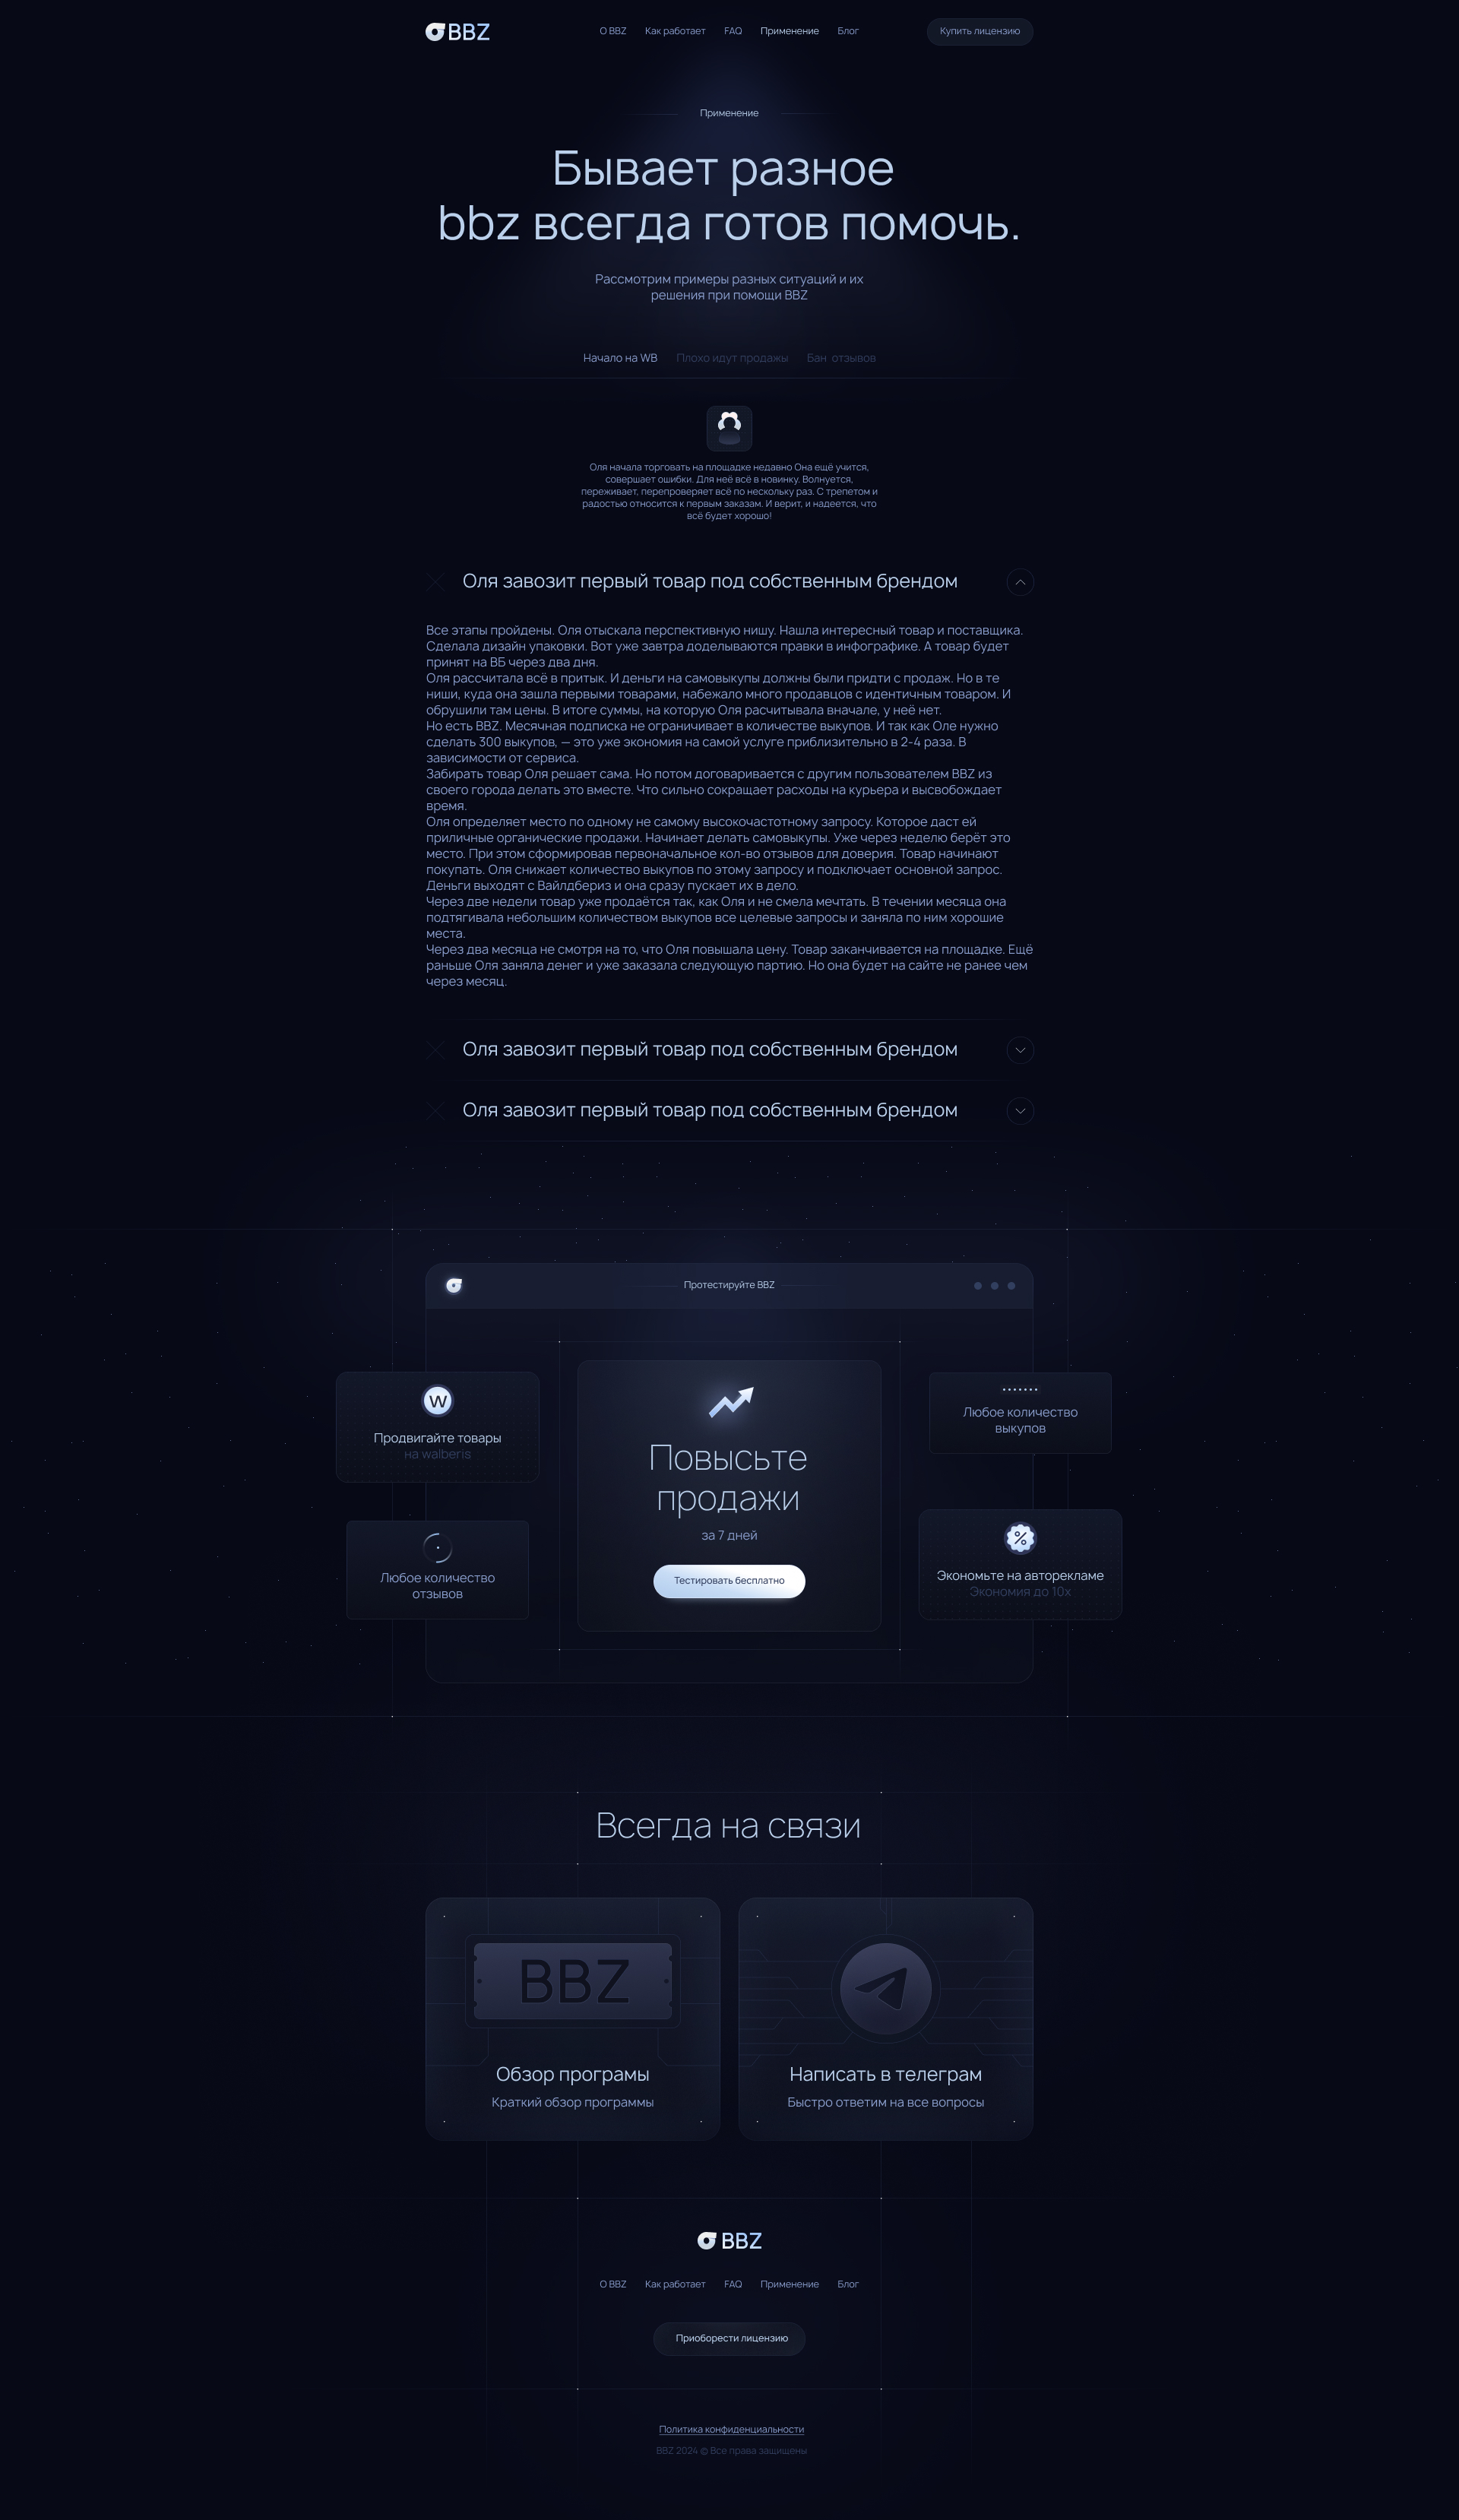 BBZ
О BBZ Как работает FAQ Применение Блог
Купить лицензию
Применение
Бывает разное
bbz всегда готов помочь.
Рассмотрим примеры разных ситуаций и их
решения при помощи BBZ
Начало на WB Плохо идут продажы Бан отзывов
Оля начала торговать на площадке недавно Она ещё учится,
совершает ошибки. Для неё всё в новинку. Волнуется,
переживает, перепроверяет всё по нескольку раз. С трепетом и
радостью относится к первым заказам. И верит, и надеется, что
всё будет хорошо!
Оля завозит первый товар под собственным брендом
Все этапы пройдены. Оля отыскала перспективную нишу. Нашла интересный товар и поставщика.
Сделала дизайн упаковки. Вот уже завтра доделываются правки в инфографике. А товар будет
принят на ВБ через два дня.
Оля рассчитала всё в притык. И деньги на самовыкупы должны были придти с продаж. Но в те
ниши, куда она зашла первыми товарами, набежало много продавцов с идентичным товаром. И
обрушили там цены. В итоге суммы, на которую Оля расчитывала вначале, у неё нет.
Но есть BBZ. Месячная подписка не ограничивает в количестве выкупов. И так как Оле нужно
сделать 300 выкупов, — это уже экономия на самой услуге приблизительно в 2-4 раза. В
зависимости от сервиса.
Забирать товар Оля решает сама. Но потом договаривается с другим пользователем BBZ из
своего города делать это вместе. Что сильно сокращает расходы на курьера и высвобождает
время.
Оля определяет место по одному не самому высокочастотному запросу. Которое даст ей
приличные органические продажи. Начинает делать самовыкупы. Уже через неделю берёт это
место. При этом сформировав первоначальное кол-во отзывов для доверия. Товар начинают
покупать. Оля снижает количество выкупов по этому запросу и подключает основной запрос.
Деньги выходят с Вайлдбериз и она сразу пускает их в дело.
Через две недели товар уже продаётся так, как Оля и не смела мечтать. В течении месяца она
подтягивала небольшим количеством выкупов все целевые запросы и заняла по ним хорошие
места.
Через два месяца не смотря на то, что Оля повышала цену. Товар заканчивается на площадке. Ещё
раньше Оля заняла денег и уже заказала следующую партию. Но она будет на сайте не ранее чем
через месяц.
Оля завозит первый товар под собственным брендом
Оля завозит первый товар под собственным брендом
Протестируйте BBZ
W
Продвигайте товары
на walberis
Любое количество
отзывов
Повысьте
продажи
за 7 дней
Тестировать бесплатно
Любое количество
выкупов
Экономьте на авторекламе
Экономия до 10х
Всегда на связи
BBZ
Обзор програмы
Краткий обзор программы
Написать в телеграм
Быстро ответим на все вопросы
BBZ
О BBZ Как работает FAQ Применение Блог
Приоборести лицензию
Политика конфиденциальности
BBZ 2024 © Все права защищены